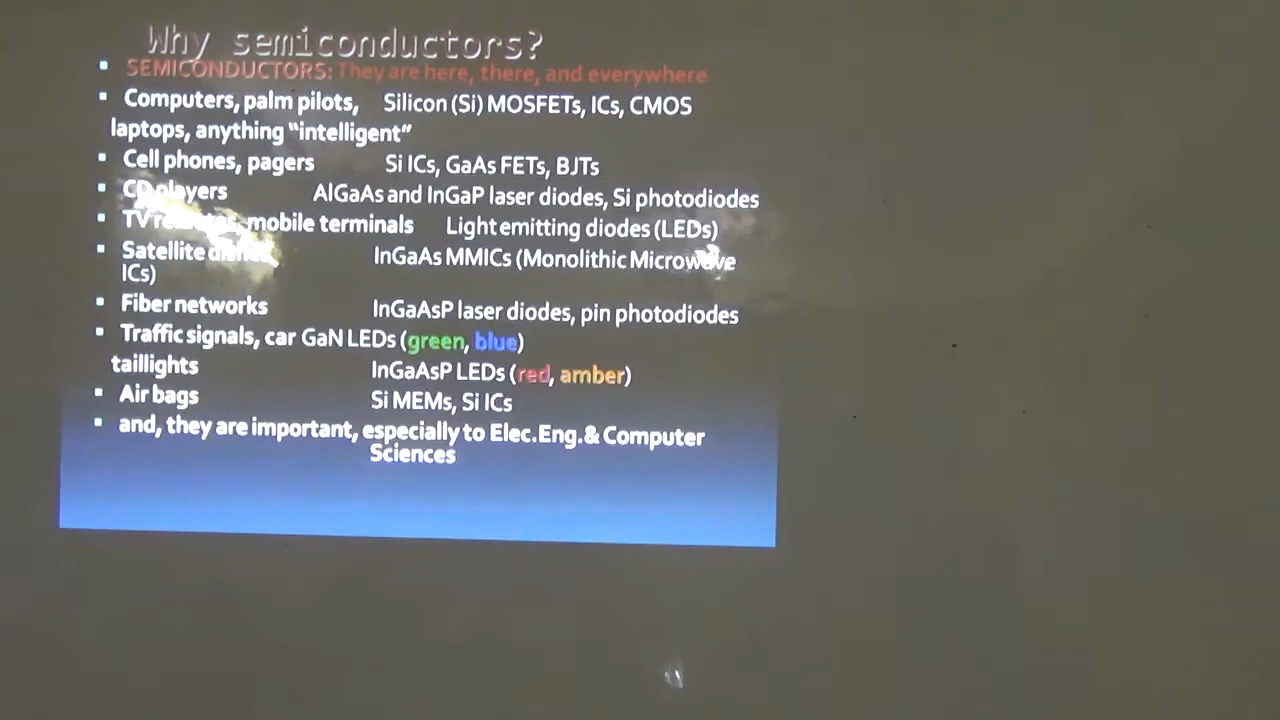 Why semiconductors?
▪ SEMICONDUCTORS: They are here, there, and everywhere
▪ Computers, palm pilots, Silicon (Si) MOSFETs, ICs, CMOS
laptops, anything “intelligent”
▪ Cell phones, pagers Si ICs, GaAs FETs, BJTs
▪ CD players AlGaAs and InGaP laser diodes, Si photodiodes
▪ TV remotes, mobile terminals Light emitting diodes (LEDs)
▪ Satellite InGaAs MMICs (Monolithic Microwave
ICs)
▪ Fiber networks InGaAsP laser diodes, pin photodiodes
▪ Traffic signals, car GaN LEDs (green, blue)
taillights InGaAsP LEDs (red, amber)
▪ Air bags Si MEMs, Si ICs
▪ and, they are important, especially to Elec.Eng.& Computer
Sciences